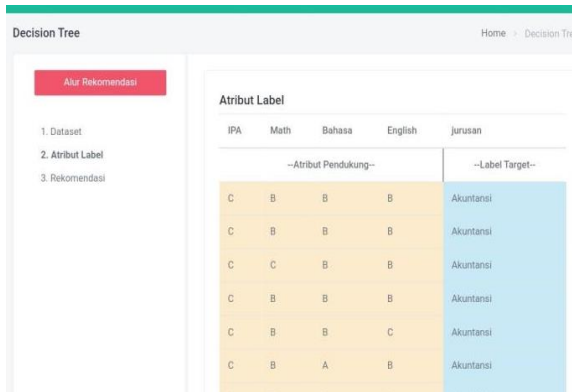 Decision Tree
Home > Decision Tre
Alur Rekomendasi
1. Dataset
2. Atribut Label
3. Rekomendasi
Atribut Label
IPA Math Bahasa English jurusan
--Atribut Pendukung-- --Label Target--
C B B B Akuntansi
C B B B Akuntansi
C C B B Akuntansi
C B B B Akuntansi
C B B C Akuntansi
C B A B Akuntansi